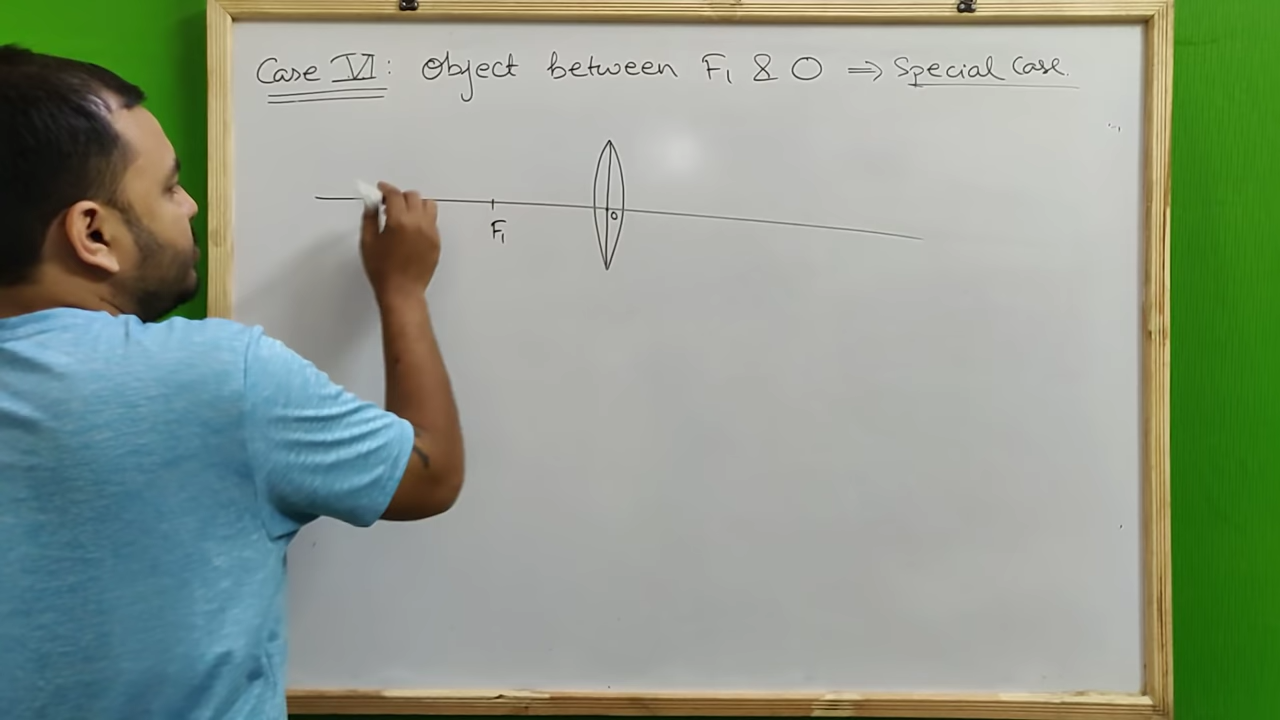 Case VI: Object between F₁ & O ⇒ Special Case.
O
F₁